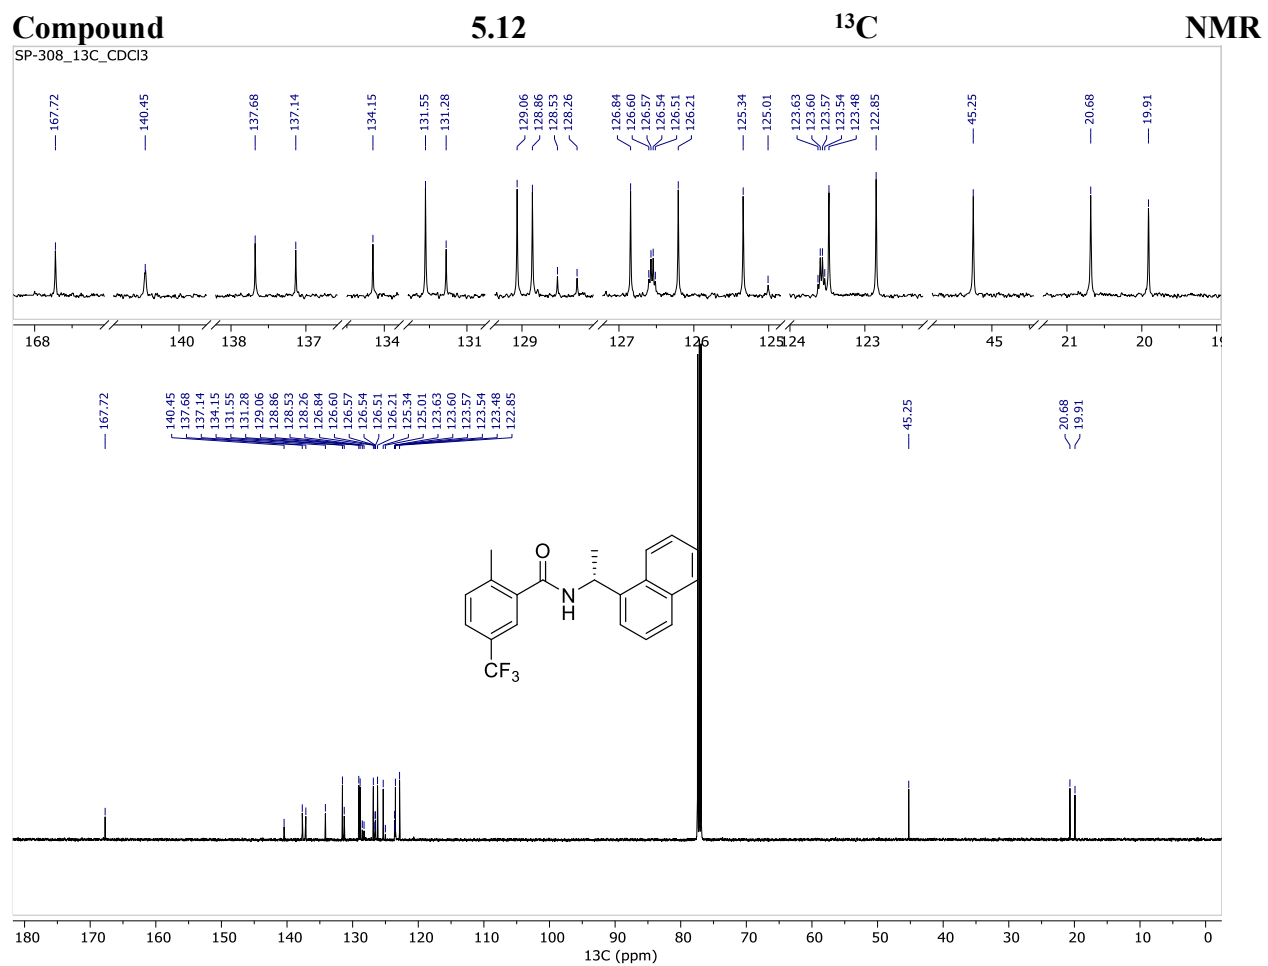 Compound 5.12 13C NMR
SP-308_13C_CDCl3
167.72 140.45 137.68 137.14 134.15 131.55 131.28 129.06 128.86 128.53 128.26 126.84 126.60 126.57 126.54 126.51 126.21 125.34 125.01 123.63 123.60 123.57 123.54 123.48 122.85 45.25 20.68 19.91
168 140 138 137 134 131 129 127 126 125 124 123 45 21 20 19
167.72 140.45 137.68 137.14 134.15 131.55 131.28 129.06 128.86 128.53 128.26 126.84 126.60 126.57 126.54 126.51 126.21 125.34 125.01 123.63 123.60 123.57 123.54 123.48 122.85 45.25 20.68 19.91
O
N
H
CF3
180 170 160 150 140 130 120 110 100 90 80 70 60 50 40 30 20 10 0
13C (ppm)